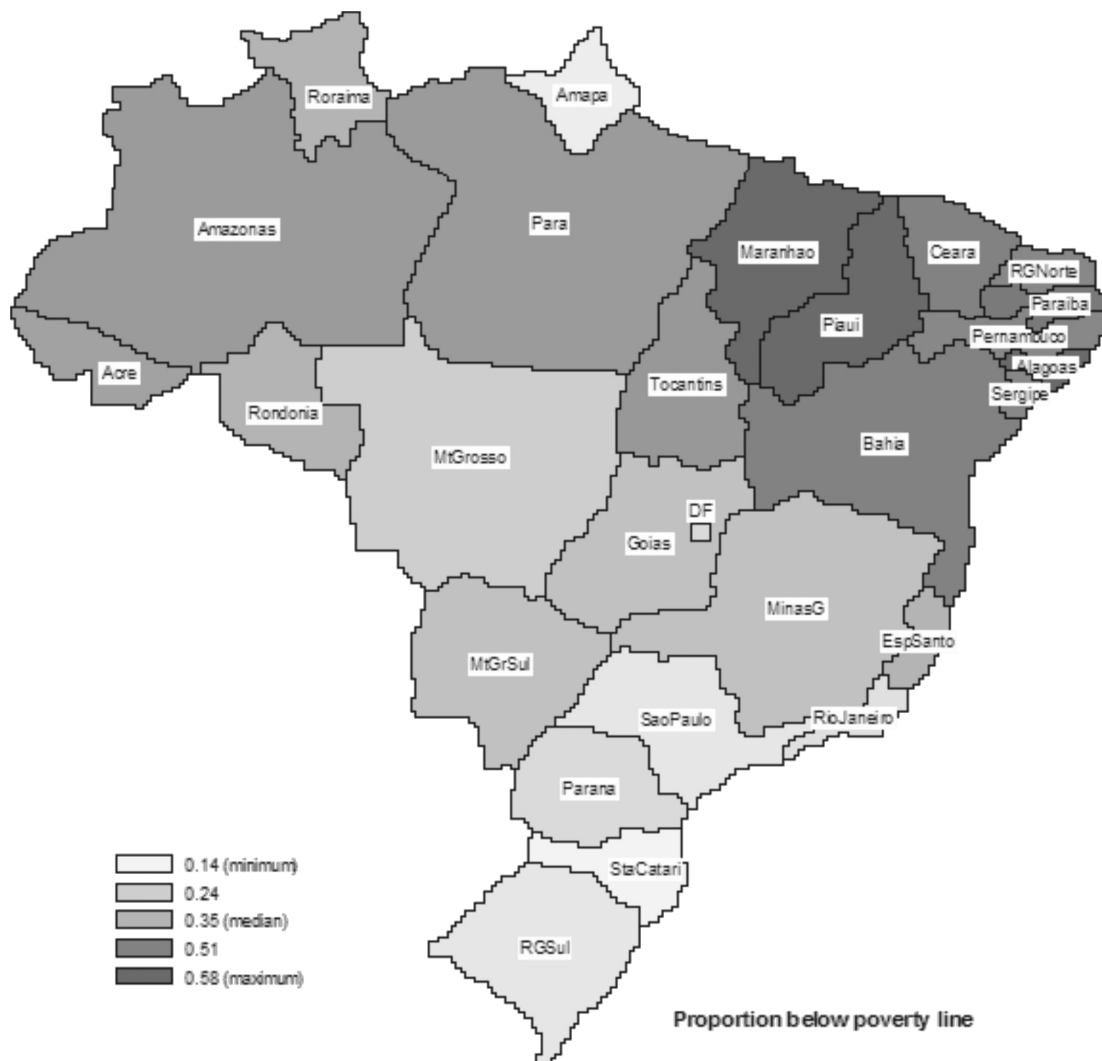 Roraima
Amapa
Amazonas
Para
Maranhao
Ceara
RGNorte
Paraiba
Piaui
Pernambuco
Alagoas
Acre
Tocantins
Sergipe
Rondonia
Bahia
MtGrosso
DF
Goias
MinasG
EspSanto
MtGrSul
SaoPaulo
RioJaneiro
Parana
StaCatari
RGSul
0.14 (minimum)
0.24
0.35 (median)
0.51
0.58 (maximum)
Proportion below poverty line